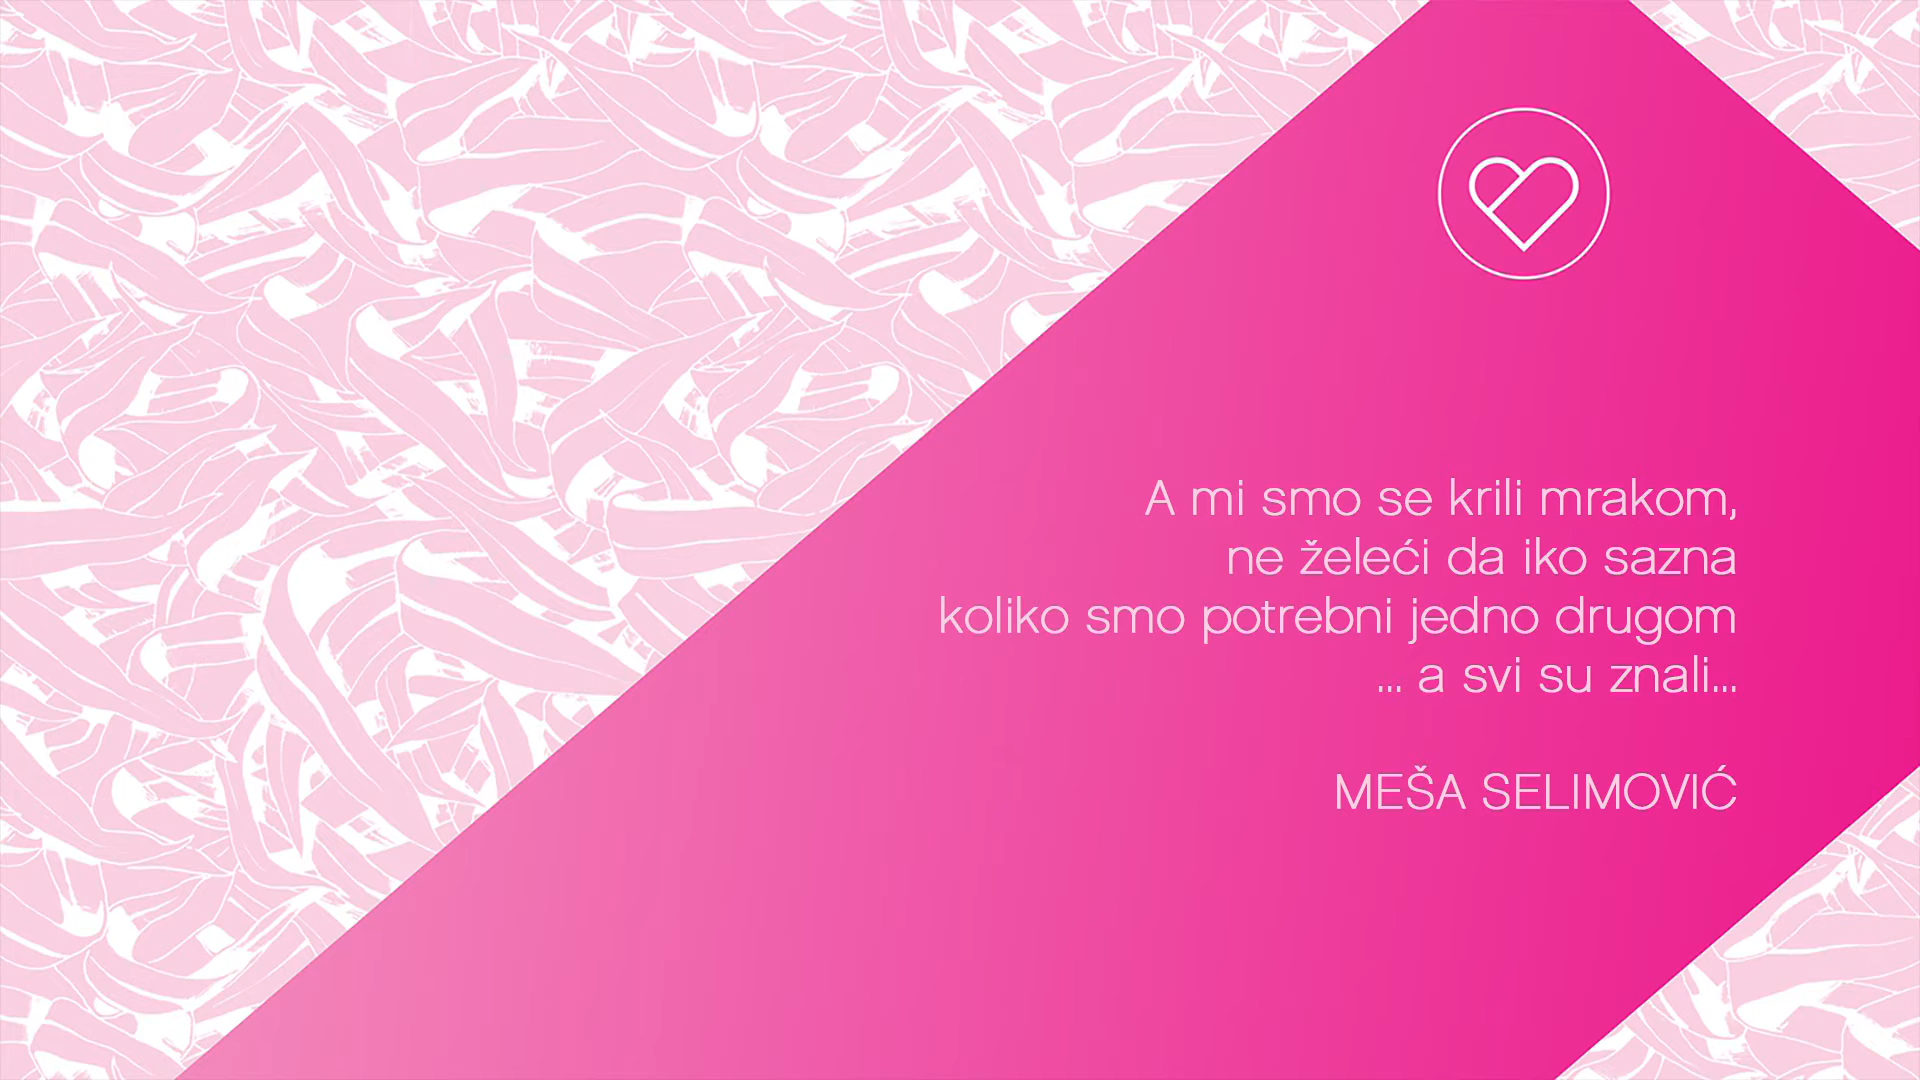 A mi smo se krili mrakom,
ne želeći da iko sazna
koliko smo potrebni jedno drugom
... a svi su znali...
MEŠA SELIMOVIĆ